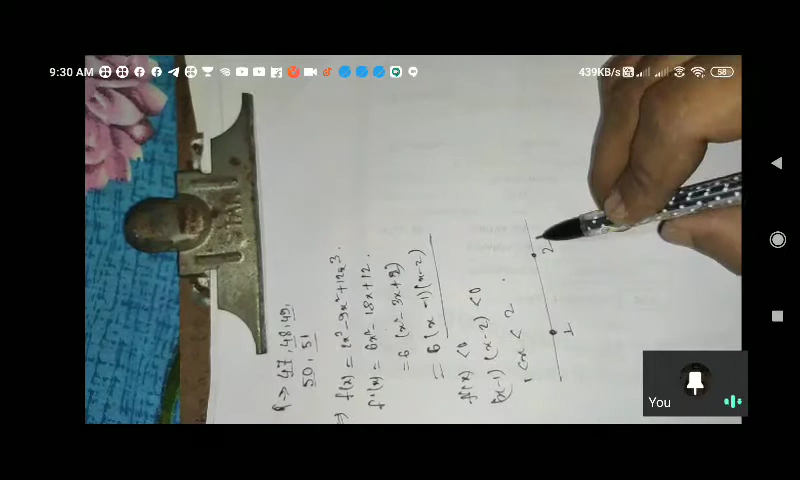 9:30 AM
439KB/s
58
→ 47, 48, 49,
50, 51
⇒ f(x) = 2x³-9x²+12x+3.
f'(x) = 6x²-18x+12.
= 6 (x²-3x+2)
= 6(x-1)(x-2)
f'(x) <0
(x-1) (x-2) <0
1<x< 2.
1
2
You